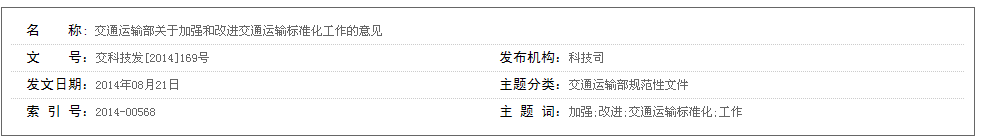 名　　称: 交通运输部关于加强和改进交通运输标准化工作的意见
文　　号: 交科技发[2014]169号　发布机构: 科技司
发文日期: 2014年08月21日　主题分类: 交通运输部规范性文件
索 引 号: 2014-00568　主 题 词: 加强;改进;交通运输标准化;工作